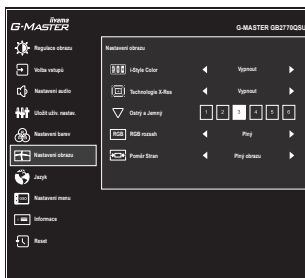 iiyama
G-MASTER
G-MASTER GB2770QSU
Regulace obrazu
Volba vstupů
Nastavení audio
Uložit uživ. nastav.
Nastavení barev
Nastavení obrazu
Jazyk
Nastavení menu
Informace
Reset
Nastavení obrazu
i-Style Color
Vypnout
Technologie X-Res
Vypnout
Ostrý a Jemný
1 2 3 4 5 6
RGB
RGB rozsah
Plný
Poměr Stran
Plný obrazu